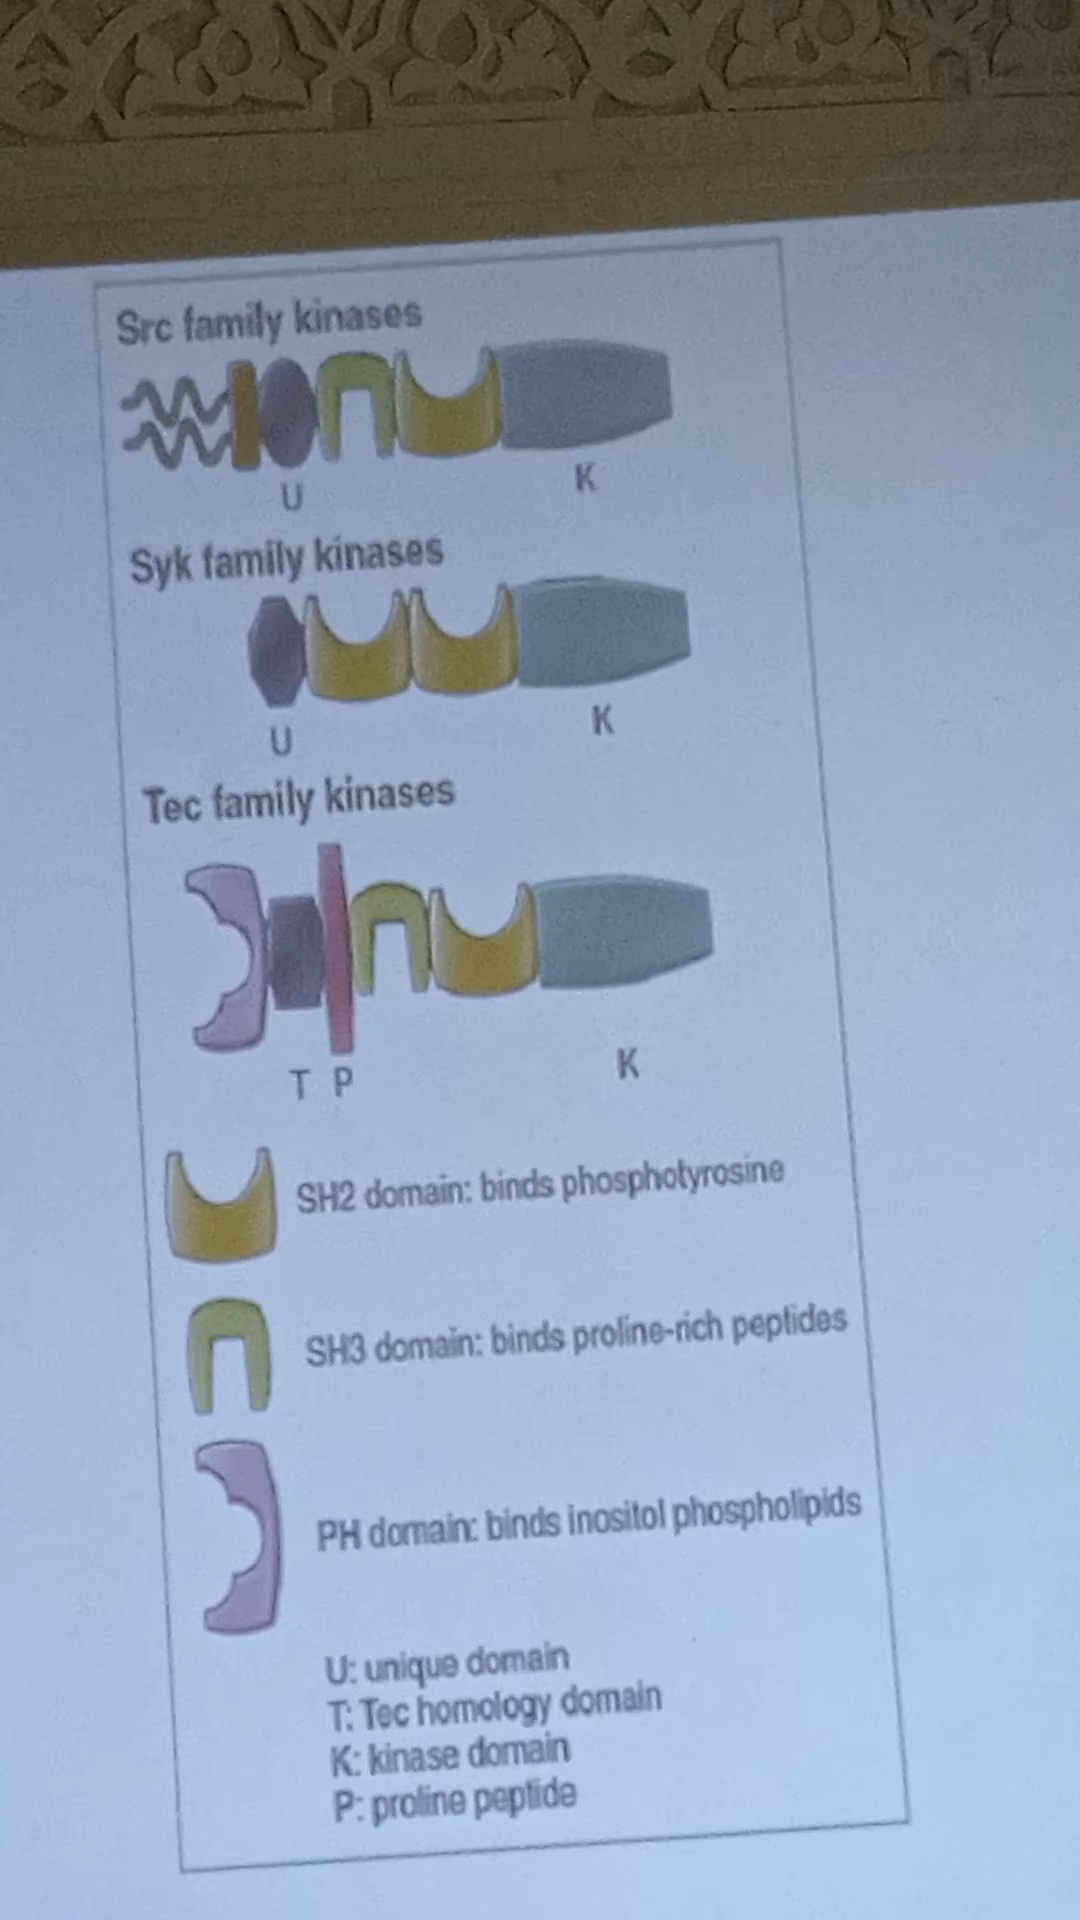 Src family kinases
U K
Syk family kinases
U K
Tec family kinases
T P K
SH2 domain: binds phosphotyrosine
SH3 domain: binds proline-rich peptides
PH domain: binds inositol phospholipids
U: unique domain
T: Tec homology domain
K: kinase domain
P: proline peptide